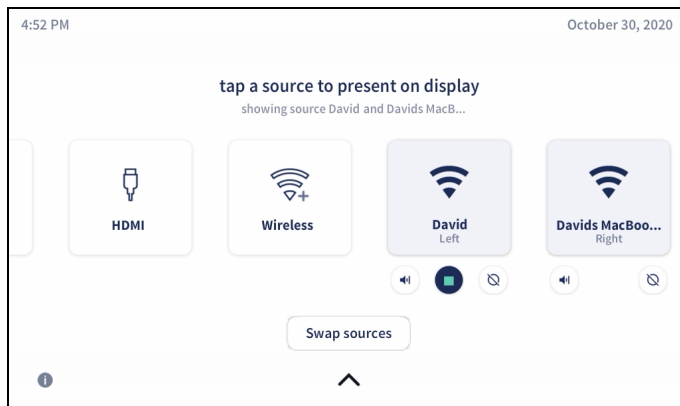 4:52 PM
October 30, 2020
tap a source to present on display
showing source David and Davids MacB...
HDMI
Wireless
David
Left
Davids MacBoo...
Right
Swap sources
i